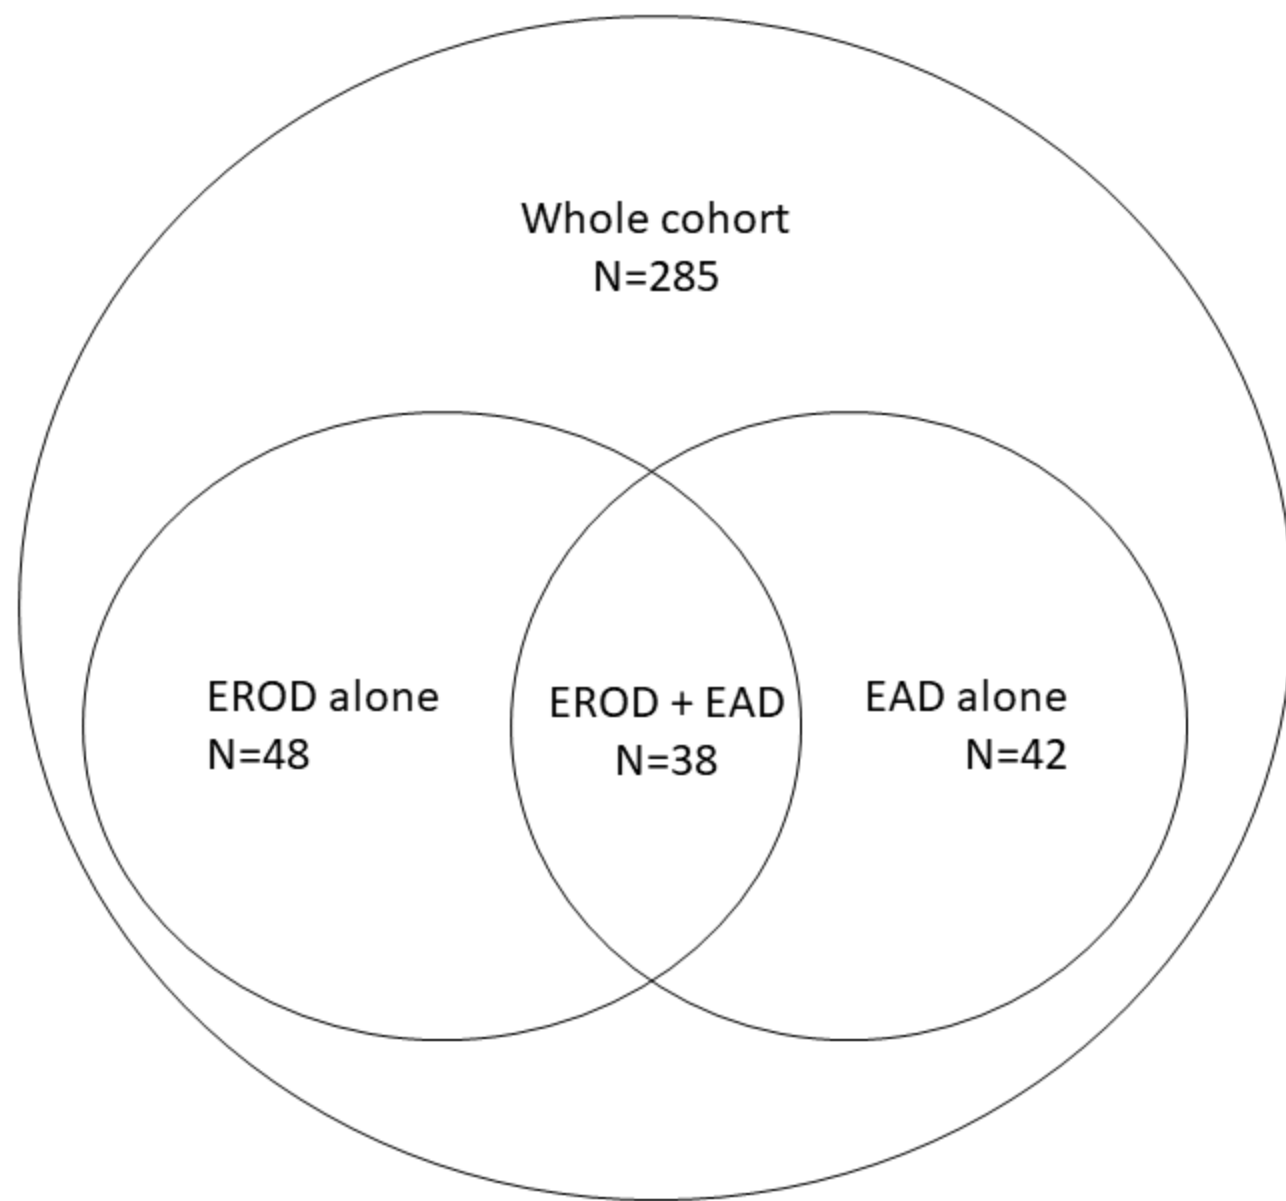 Whole cohort
N=285
EROD alone
N=48
EROD + EAD
N=38
EAD alone
N=42